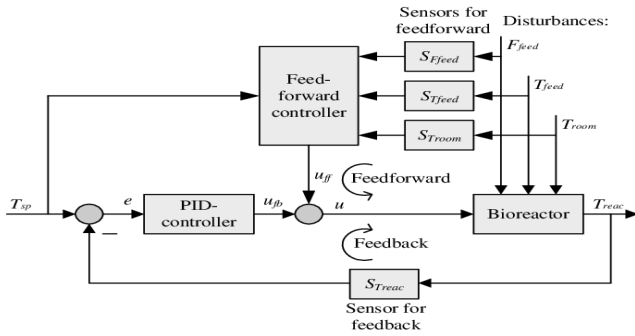 Sensors for
feedforward
Disturbances:
F_feed
S_Ffeed
Feed-
forward
controller
T_feed
S_Tfeed
T_room
S_Troom
u_ff
Feedforward
T_sp
e
PID-
controller
u_fb
u
Bioreactor
T_reac
Feedback
S_Treac
Sensor for
feedback